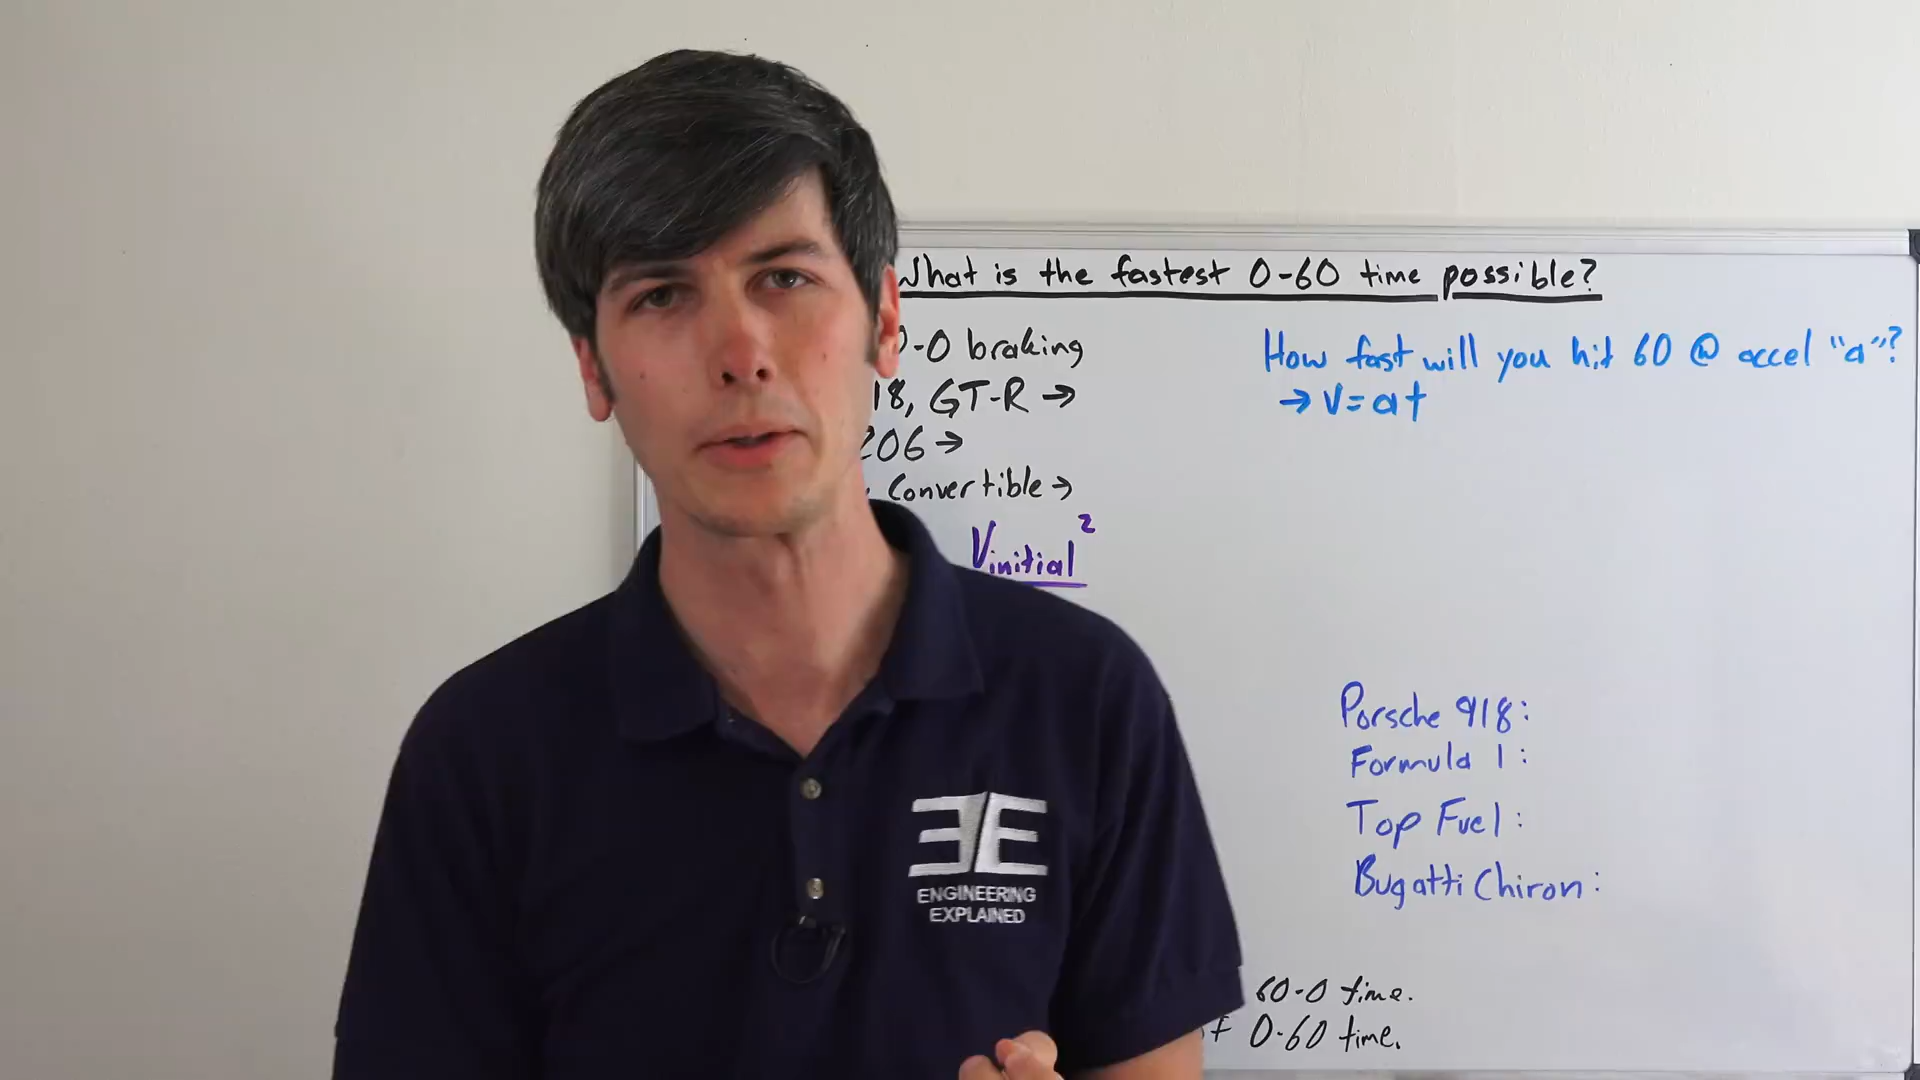 What is the fastest 0-60 time possible?
0-0 braking
18, GT-R →
206 →
Convertible →
Vinitial²
How fast will you hit 60 @ accel "a"?
→ V=at
Porsche 918:
Formula 1:
Top Fuel:
Bugatti Chiron:
60-0 time.
f 0-60 time.
ENGINEERING
EXPLAINED